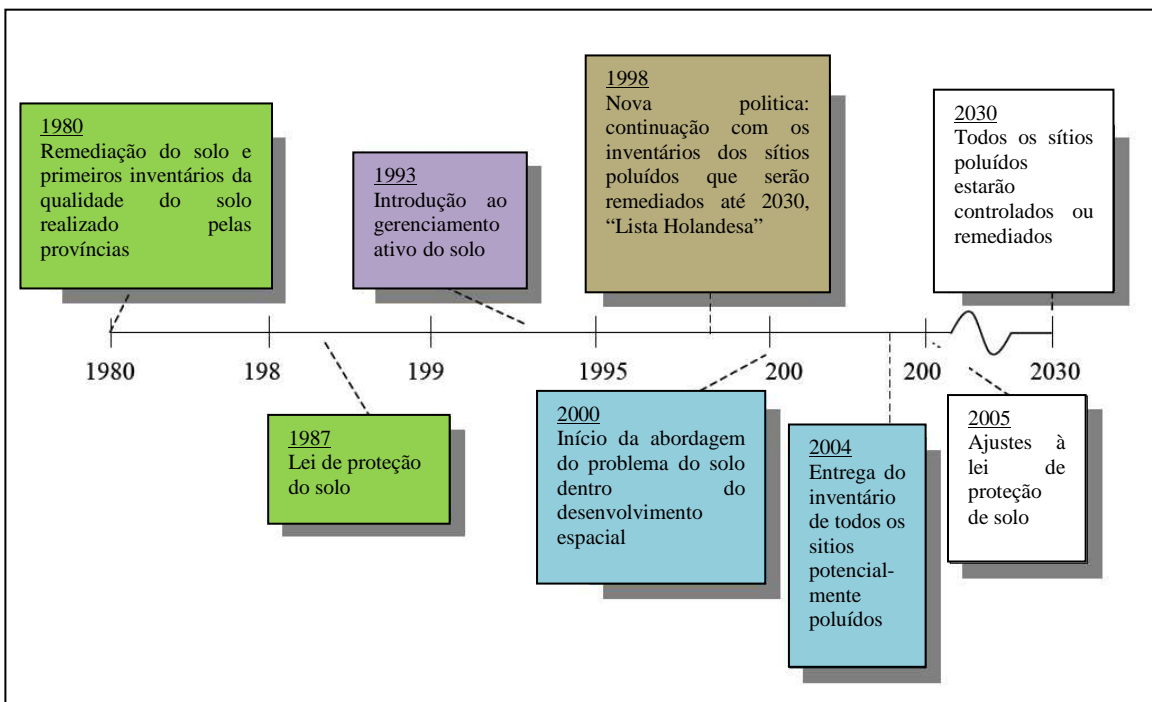 1980
Remediação do solo e
primeiros inventários da
qualidade do solo
realizado pelas
províncias
1993
Introdução ao
gerenciamento
ativo do solo
1998
Nova politica:
continuação com os
inventários dos sítios
poluídos que serão
remediados até 2030,
“Lista Holandesa”
2030
Todos os sítios
poluídos
estarão
controlados ou
remediados
1980 198 199 1995 200 200 2030
1987
Lei de proteção
do solo
2000
Início da abordagem
do problema do solo
dentro do
desenvolvimento
espacial
2004
Entrega do
inventário
de todos os
sitios
potencial-
mente
poluídos
2005
Ajustes à
lei de
proteção
de solo